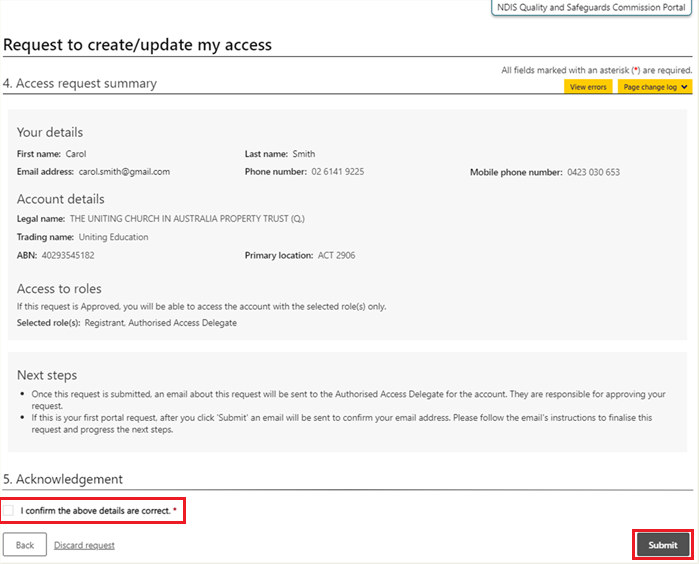 NDIS Quality and Safeguards Commission Portal
Request to create/update my access
All fields marked with an asterisk (*) are required.
4. Access request summary
View errors
Page change log
Your details
First name: Carol
Last name: Smith
Email address: carol.smith@gmail.com
Phone number: 02 6141 9225
Mobile phone number: 0423 030 653
Account details
Legal name: THE UNITING CHURCH IN AUSTRALIA PROPERTY TRUST (Q.)
Trading name: Uniting Education
ABN: 40293545182
Primary location: ACT 2906
Access to roles
If this request is Approved, you will be able to access the account with the selected role(s) only.
Selected role(s): Registrant, Authorised Access Delegate
Next steps
• Once this request is submitted, an email about this request will be sent to the Authorised Access Delegate for the account. They are responsible for approving your
request.
• If this is your first portal request, after you click 'Submit' an email will be sent to confirm your email address. Please follow the email's instructions to finalise this
request and progress the next steps.
5. Acknowledgement
I confirm the above details are correct. *
Back
Discard request
Submit